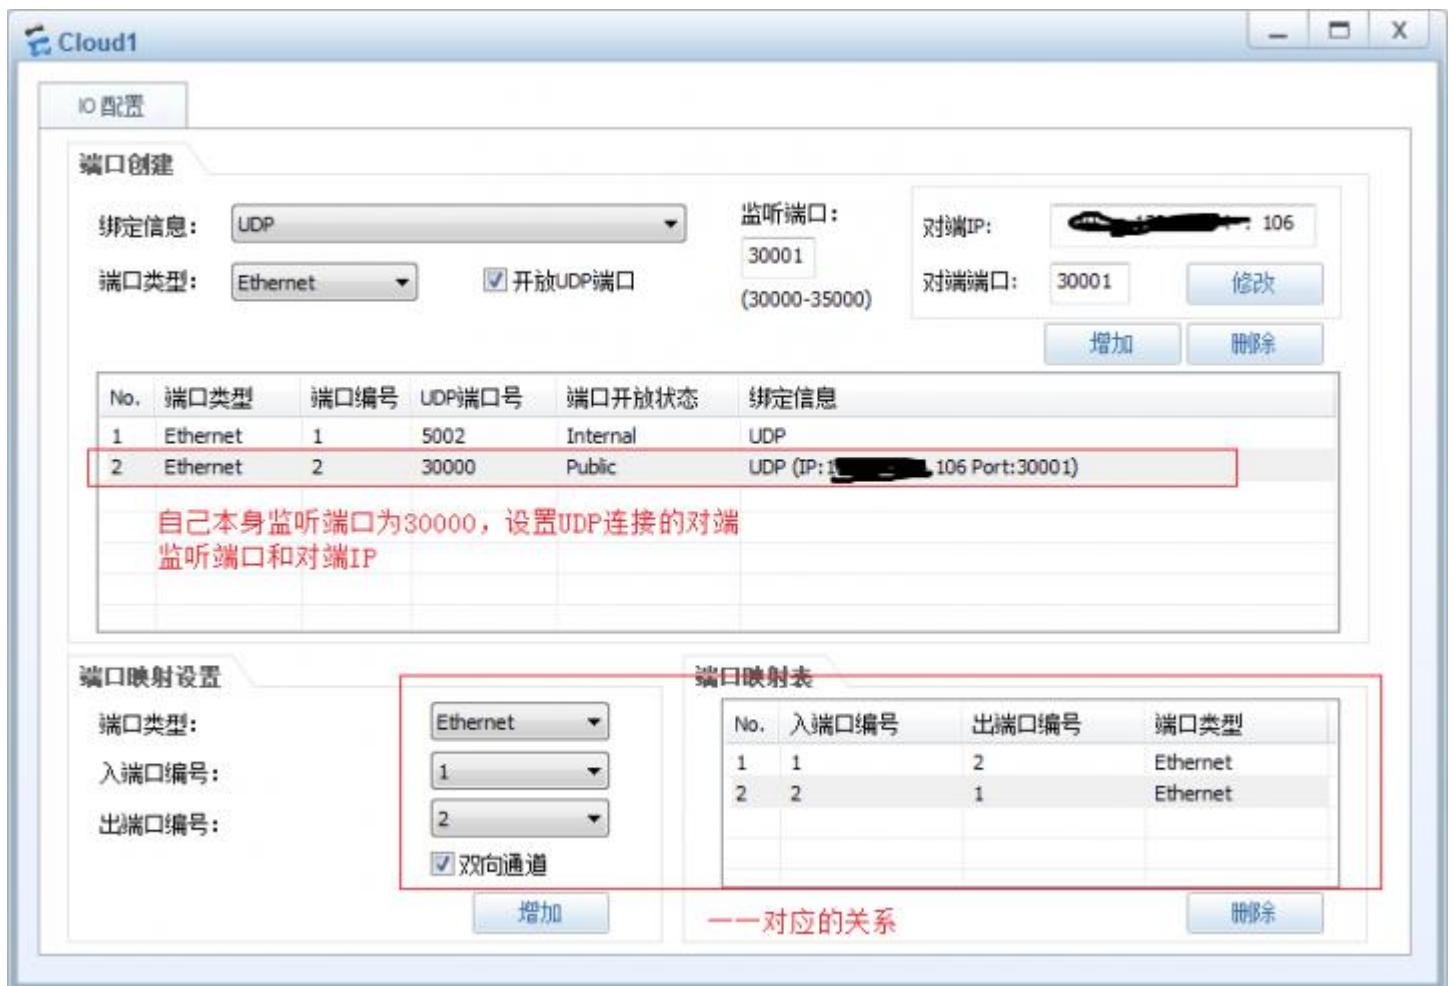 Cloud1
IO 配置
端口创建
绑定信息: UDP
监听端口:
30001
(30000-35000)
对端IP: . 106
端口类型: Ethernet
开放UDP端口
对端端口: 30001
修改
增加 删除
No. 端口类型 端口编号 UDP端口号 端口开放状态 绑定信息
1 Ethernet 1 5002 Internal UDP
2 Ethernet 2 30000 Public UDP (IP:1 . 106 Port:30001)
自己本身监听端口为30000，设置UDP连接的对端
监听端口和对端IP
端口映射设置
端口类型: Ethernet
入端口编号: 1
出端口编号: 2
双向通道
增加
端口映射表
No. 入端口编号 出端口编号 端口类型
1 1 2 Ethernet
2 2 1 Ethernet
一一对应的关系
删除